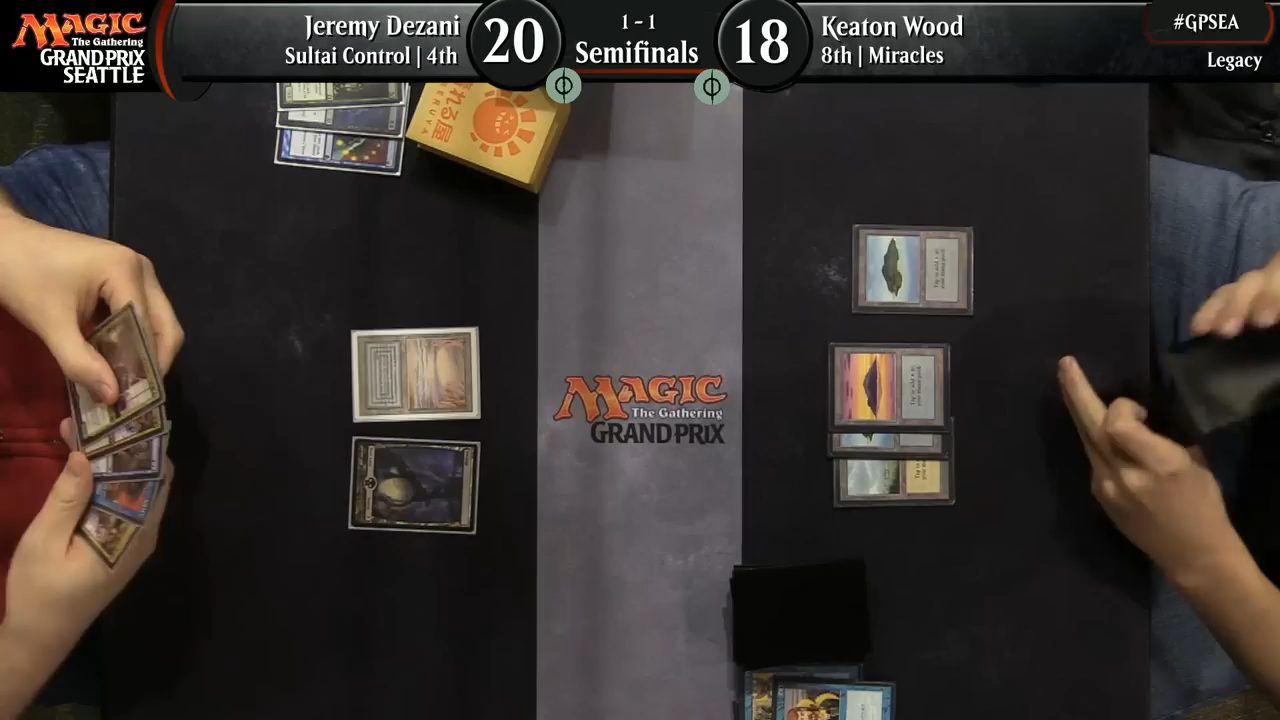 MAGIC
The Gathering
GRAND PRIX
SEATTLE
Jeremy Dezani
Sultai Control | 4th
20
1 - 1
Semifinals
18
Keaton Wood
8th | Miracles
#GPSEA
Legacy
MAGIC
The Gathering
GRAND PRIX